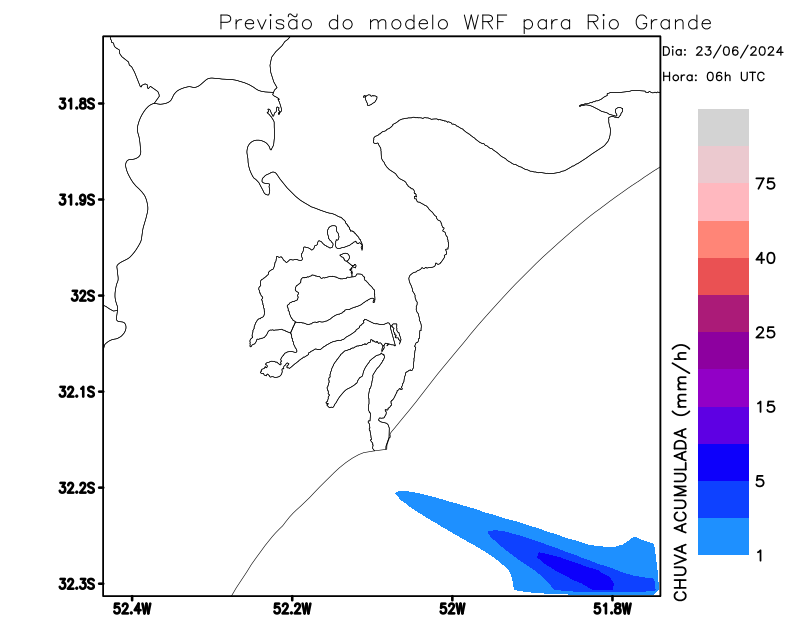 Previsão do modelo WRF para Rio Grande
Dia: 23/06/2024
Hora: 06h UTC
31.8S
31.9S
32S
32.1S
32.2S
32.3S
52.4W
52.2W
52W
51.8W
75
40
25
15
5
1
CHUVA ACUMULADA (mm/h)